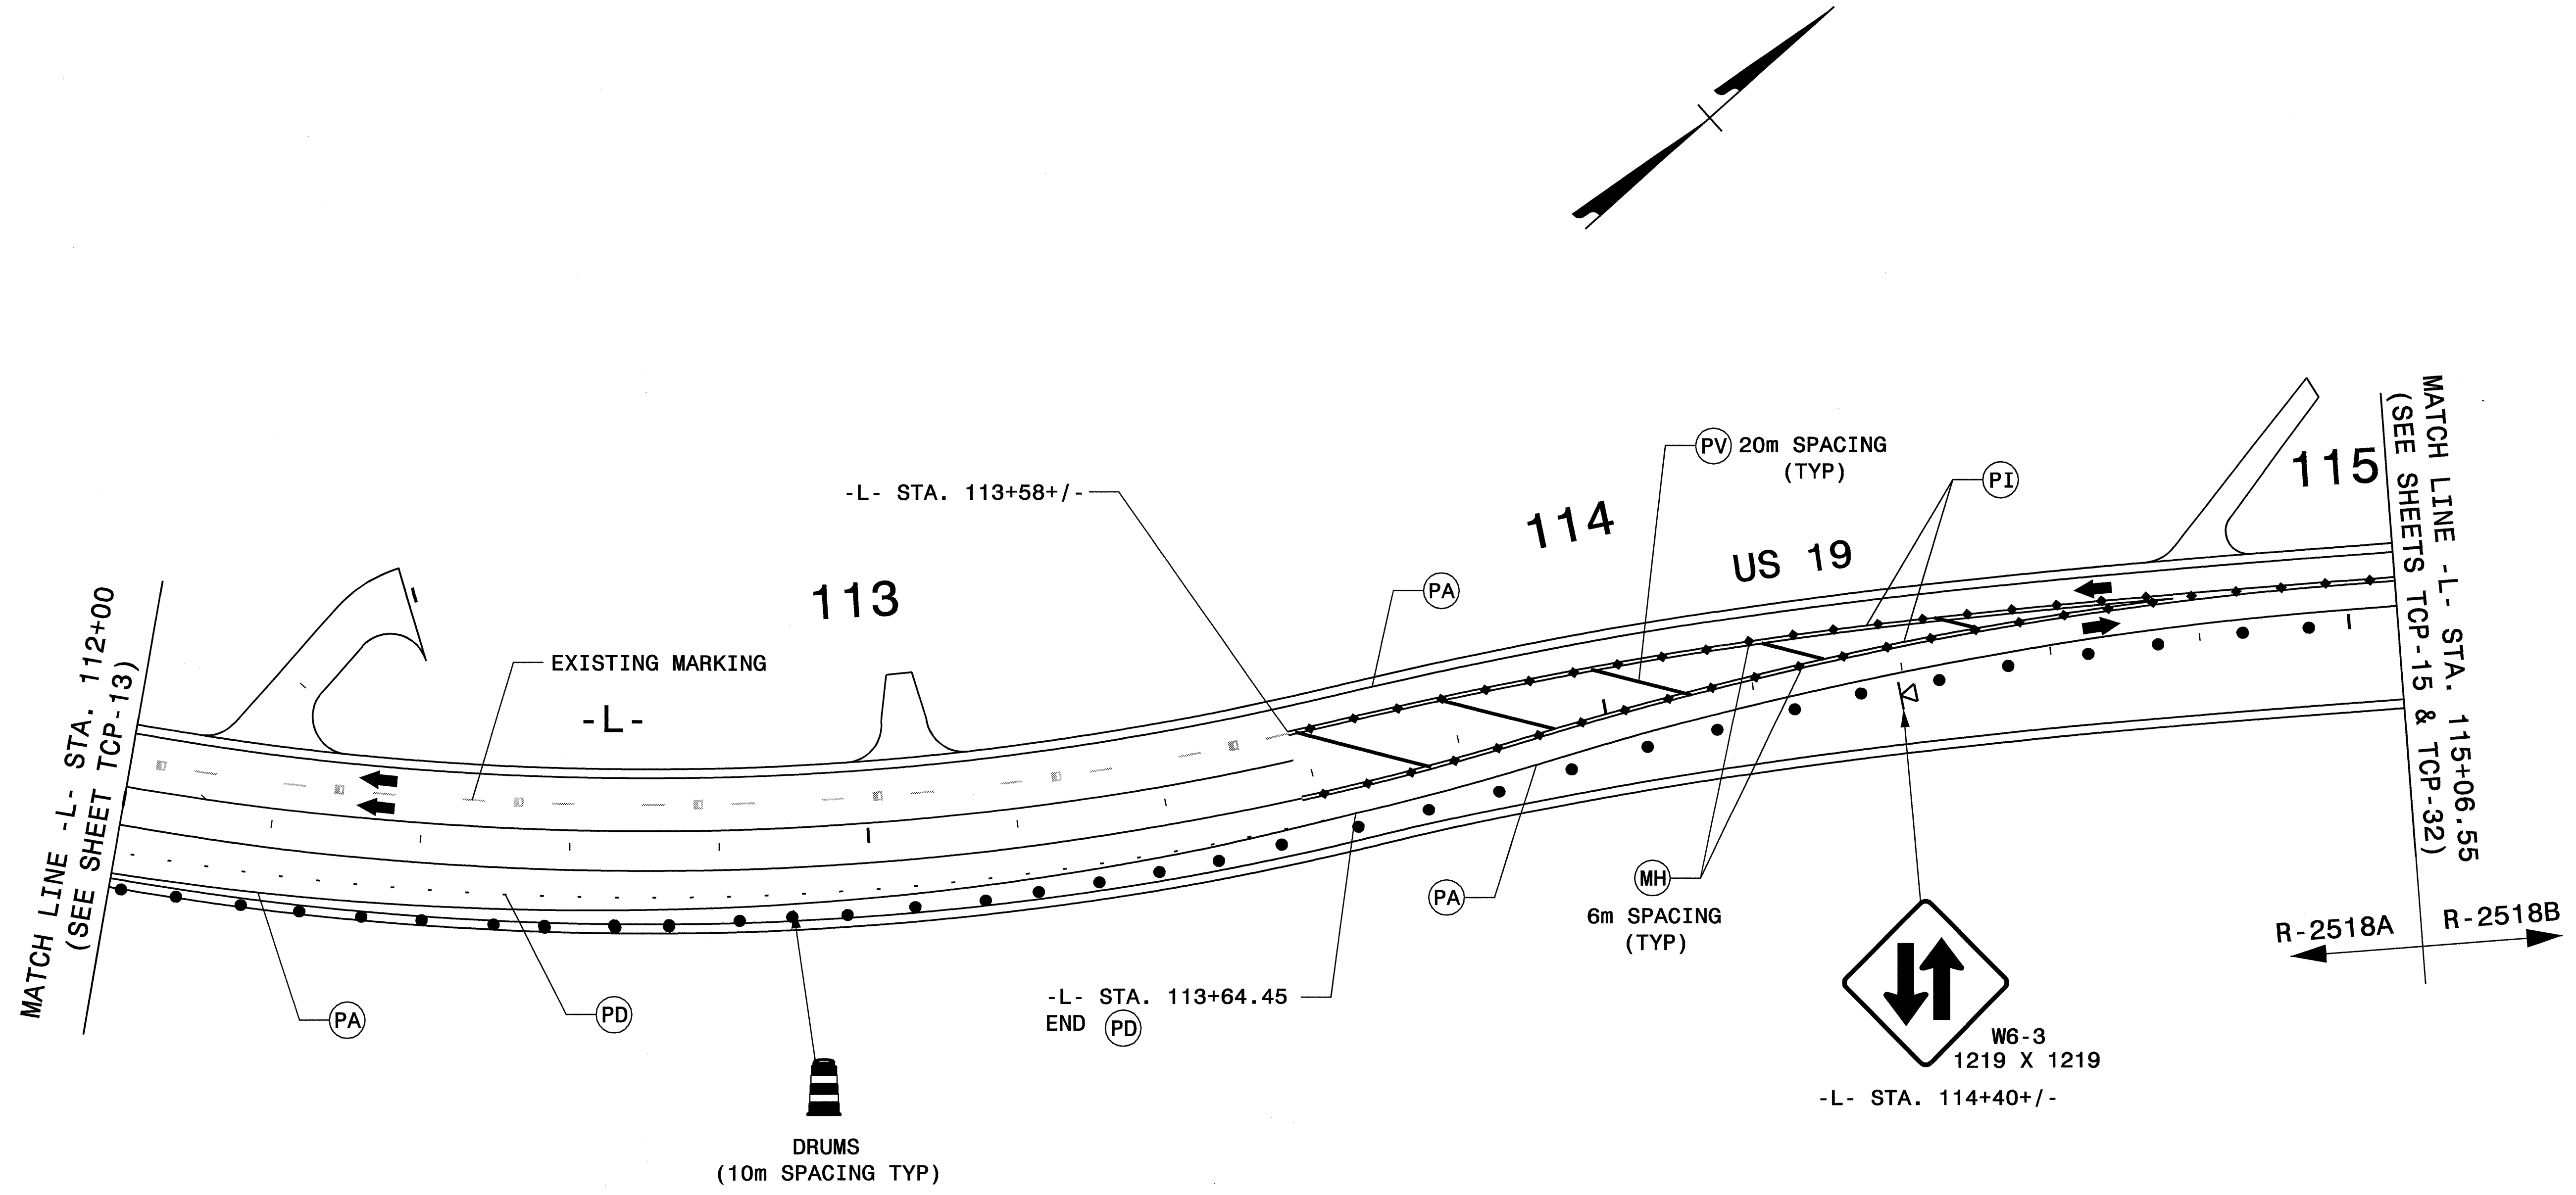 MATCH LINE -L- STA. 112+00
(SEE SHEET TCP-13)
EXISTING MARKING
-L-
113
-L- STA. 113+58+/-
114
US 19
PA
PV 20m SPACING
(TYP)
PI
115
MATCH LINE -L- STA. 115+06.55
(SEE SHEETS TCP-15 & TCP-32)
R-2518A
R-2518B
PA
PD
DRUMS
(10m SPACING TYP)
-L- STA. 113+64.45
END PD
PA
MH
6m SPACING
(TYP)
W6-3
1219 X 1219
-L- STA. 114+40+/-